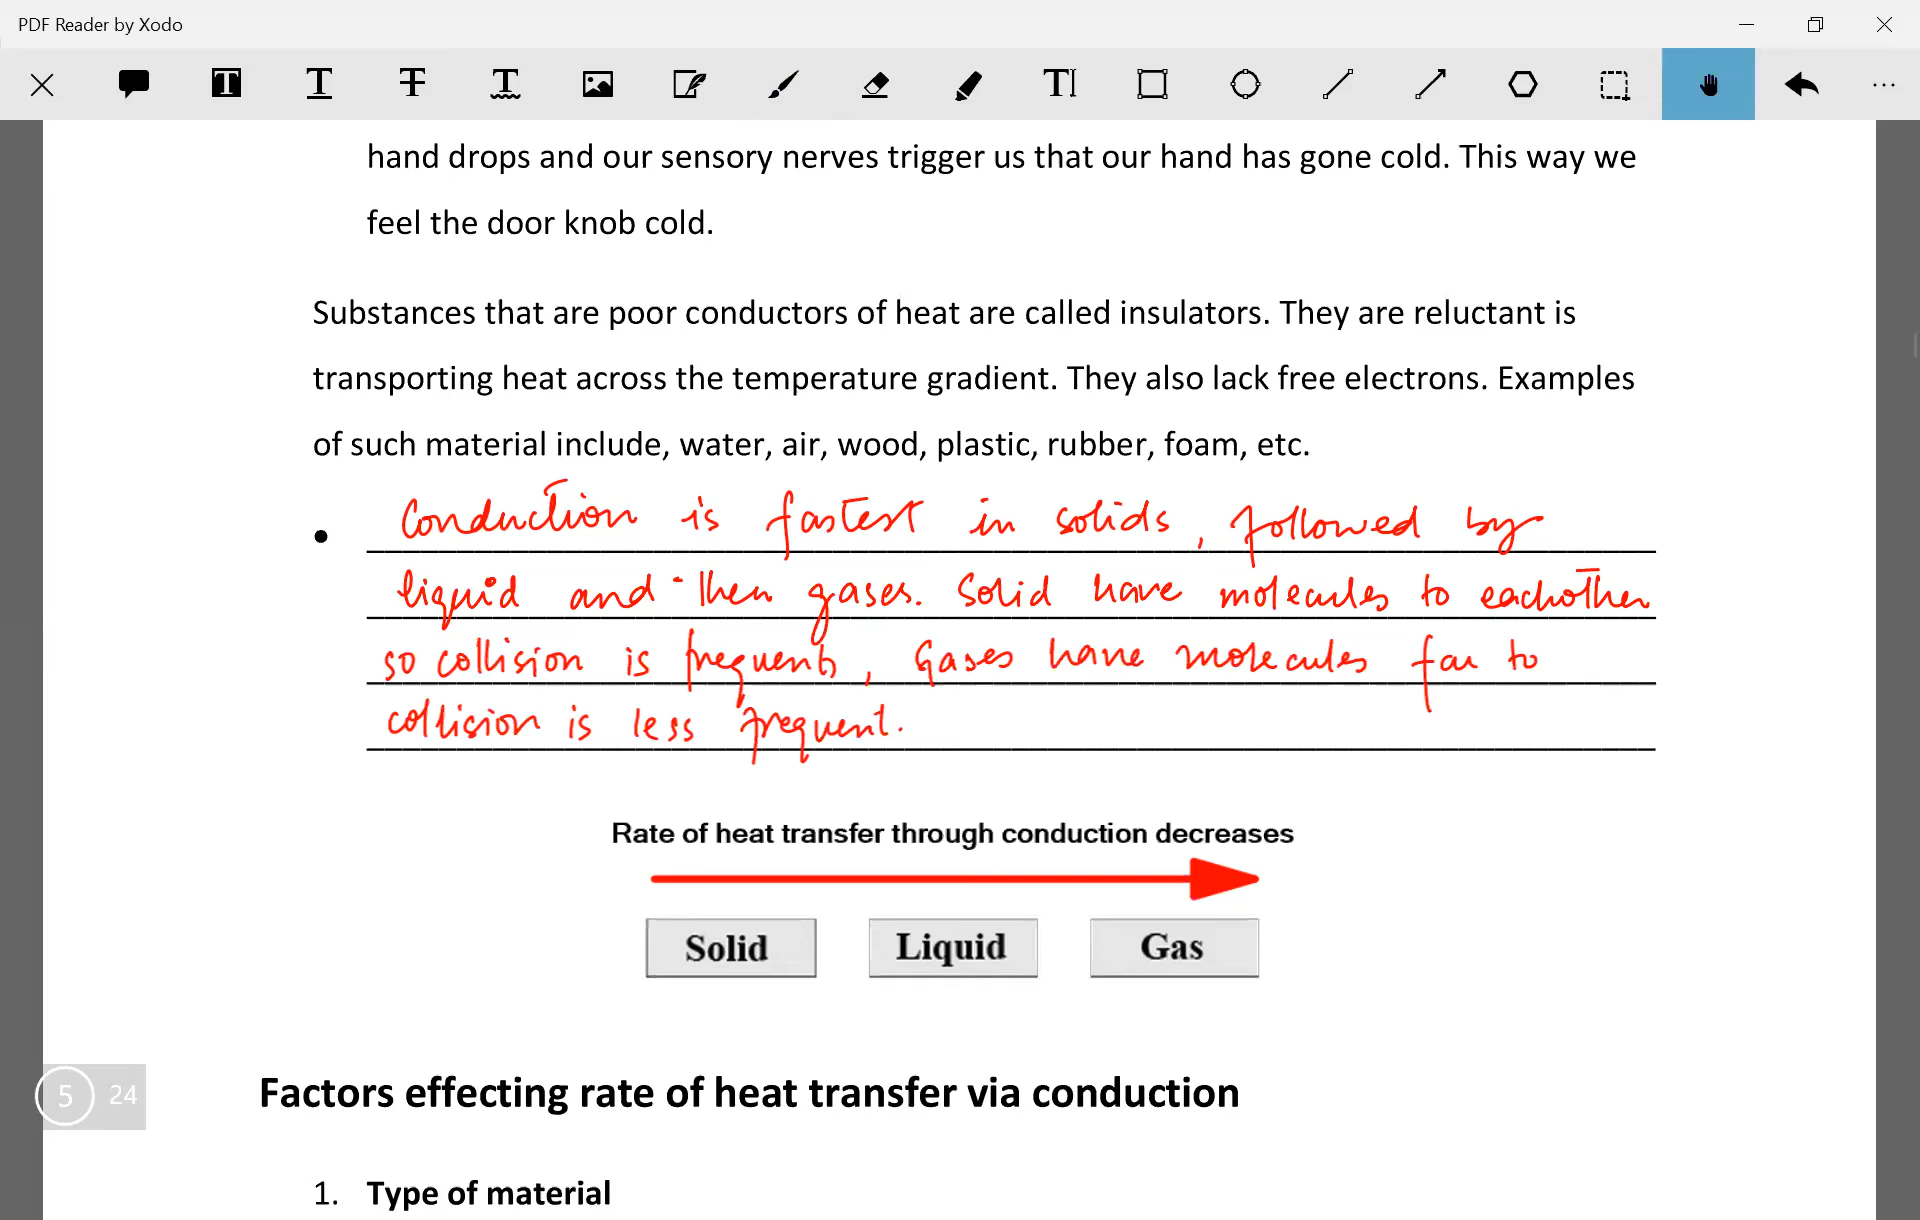 PDF Reader by Xodo
hand drops and our sensory nerves trigger us that our hand has gone cold. This way we
feel the door knob cold.
Substances that are poor conductors of heat are called insulators. They are reluctant is
transporting heat across the temperature gradient. They also lack free electrons. Examples
of such material include, water, air, wood, plastic, rubber, foam, etc.
• Conduction is fastest in solids, followed by
liquid and then gases. Solid have molecules to eachother
so collision is frequent, Gases have molecules far to
collision is less frequent.
Rate of heat transfer through conduction decreases
Solid Liquid Gas
5 24
Factors effecting rate of heat transfer via conduction
1. Type of material